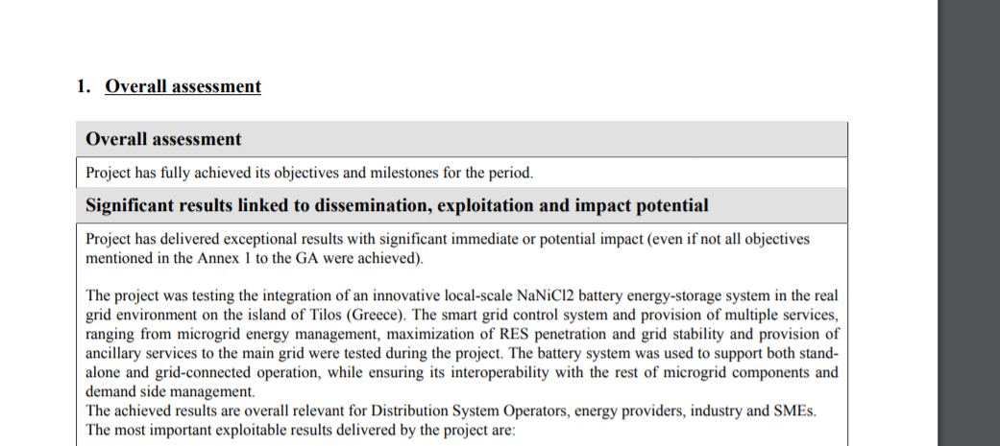 1. Overall assessment
Overall assessment
Project has fully achieved its objectives and milestones for the period.
Significant results linked to dissemination, exploitation and impact potential
Project has delivered exceptional results with significant immediate or potential impact (even if not all objectives
mentioned in the Annex 1 to the GA were achieved).
The project was testing the integration of an innovative local-scale NaNiCl2 battery energy-storage system in the real
grid environment on the island of Tilos (Greece). The smart grid control system and provision of multiple services,
ranging from microgrid energy management, maximization of RES penetration and grid stability and provision of
ancillary services to the main grid were tested during the project. The battery system was used to support both stand-
alone and grid-connected operation, while ensuring its interoperability with the rest of microgrid components and
demand side management.
The achieved results are overall relevant for Distribution System Operators, energy providers, industry and SMEs.
The most important exploitable results delivered by the project are: